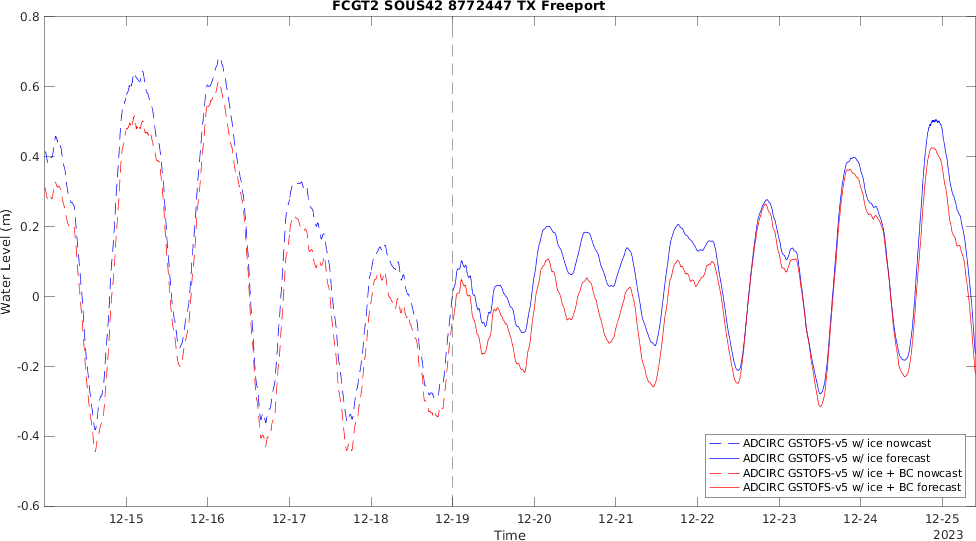 FCGT2 SOUS42 8772447 TX Freeport
0.8
0.6
0.4
0.2
0
-0.2
-0.4
-0.6
Water Level (m)
12-15 12-16 12-17 12-18 12-19 12-20 12-21 12-22 12-23 12-24 12-25
2023
Time
ADCIRC GSTOFS-v5 w/ ice nowcast
ADCIRC GSTOFS-v5 w/ ice forecast
ADCIRC GSTOFS-v5 w/ ice + BC nowcast
ADCIRC GSTOFS-v5 w/ ice + BC forecast